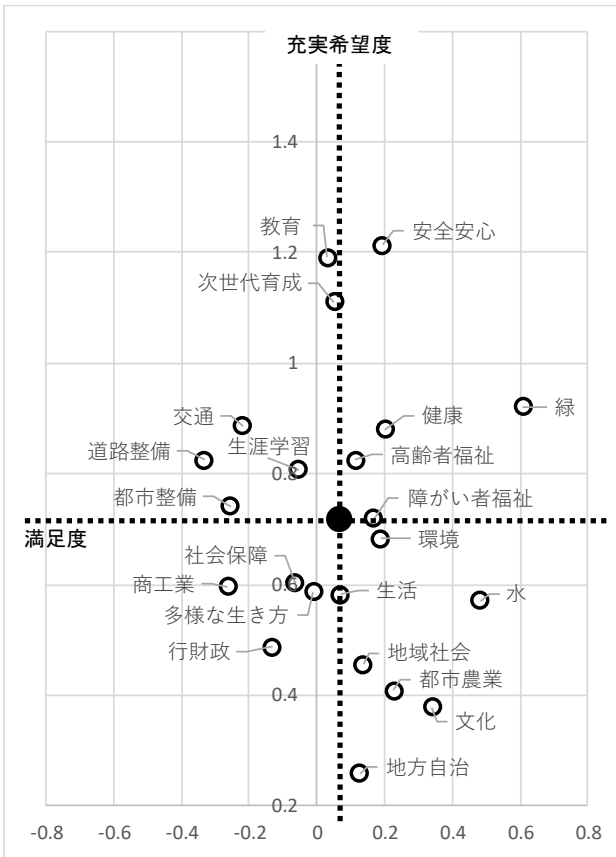 充実希望度
1.4
教育
安全安心
1.2
次世代育成
1
交通
健康
緑
道路整備
生涯学習
高齢者福祉
0.8
都市整備
障がい者福祉
満足度
環境
社会保障
商工業
0.6
生活
水
多様な生き方
行財政
地域社会
都市農業
0.4
文化
地方自治
0.2
-0.8 -0.6 -0.4 -0.2 0 0.2 0.4 0.6 0.8